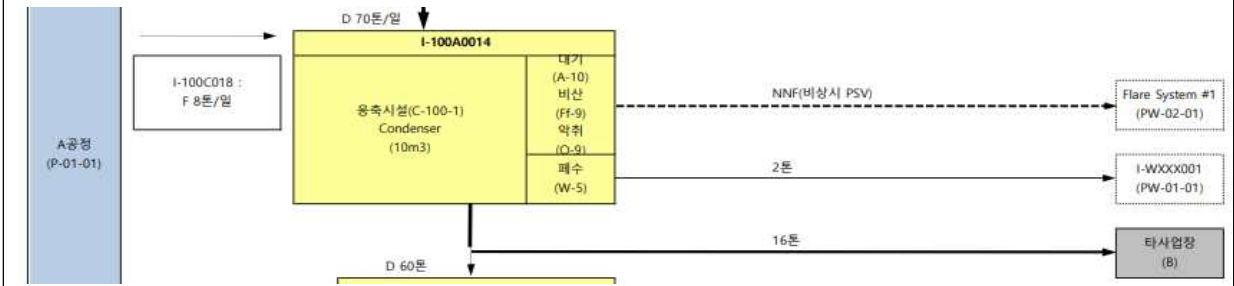 D 70톤/일
I-100A0014
I-100C018 :
F 8톤/일
A공정
(P-01-01)
응축시설(C-100-1)
Condenser
(10m3)
대기
(A-10)
비산
(Ff-9)
악취
(O-9)
폐수
(W-5)
NNF(비상시 PSV)
Flare System #1
(PW-02-01)
2톤
I-WXXX001
(PW-01-01)
16톤
타사업장
(B)
D 60톤